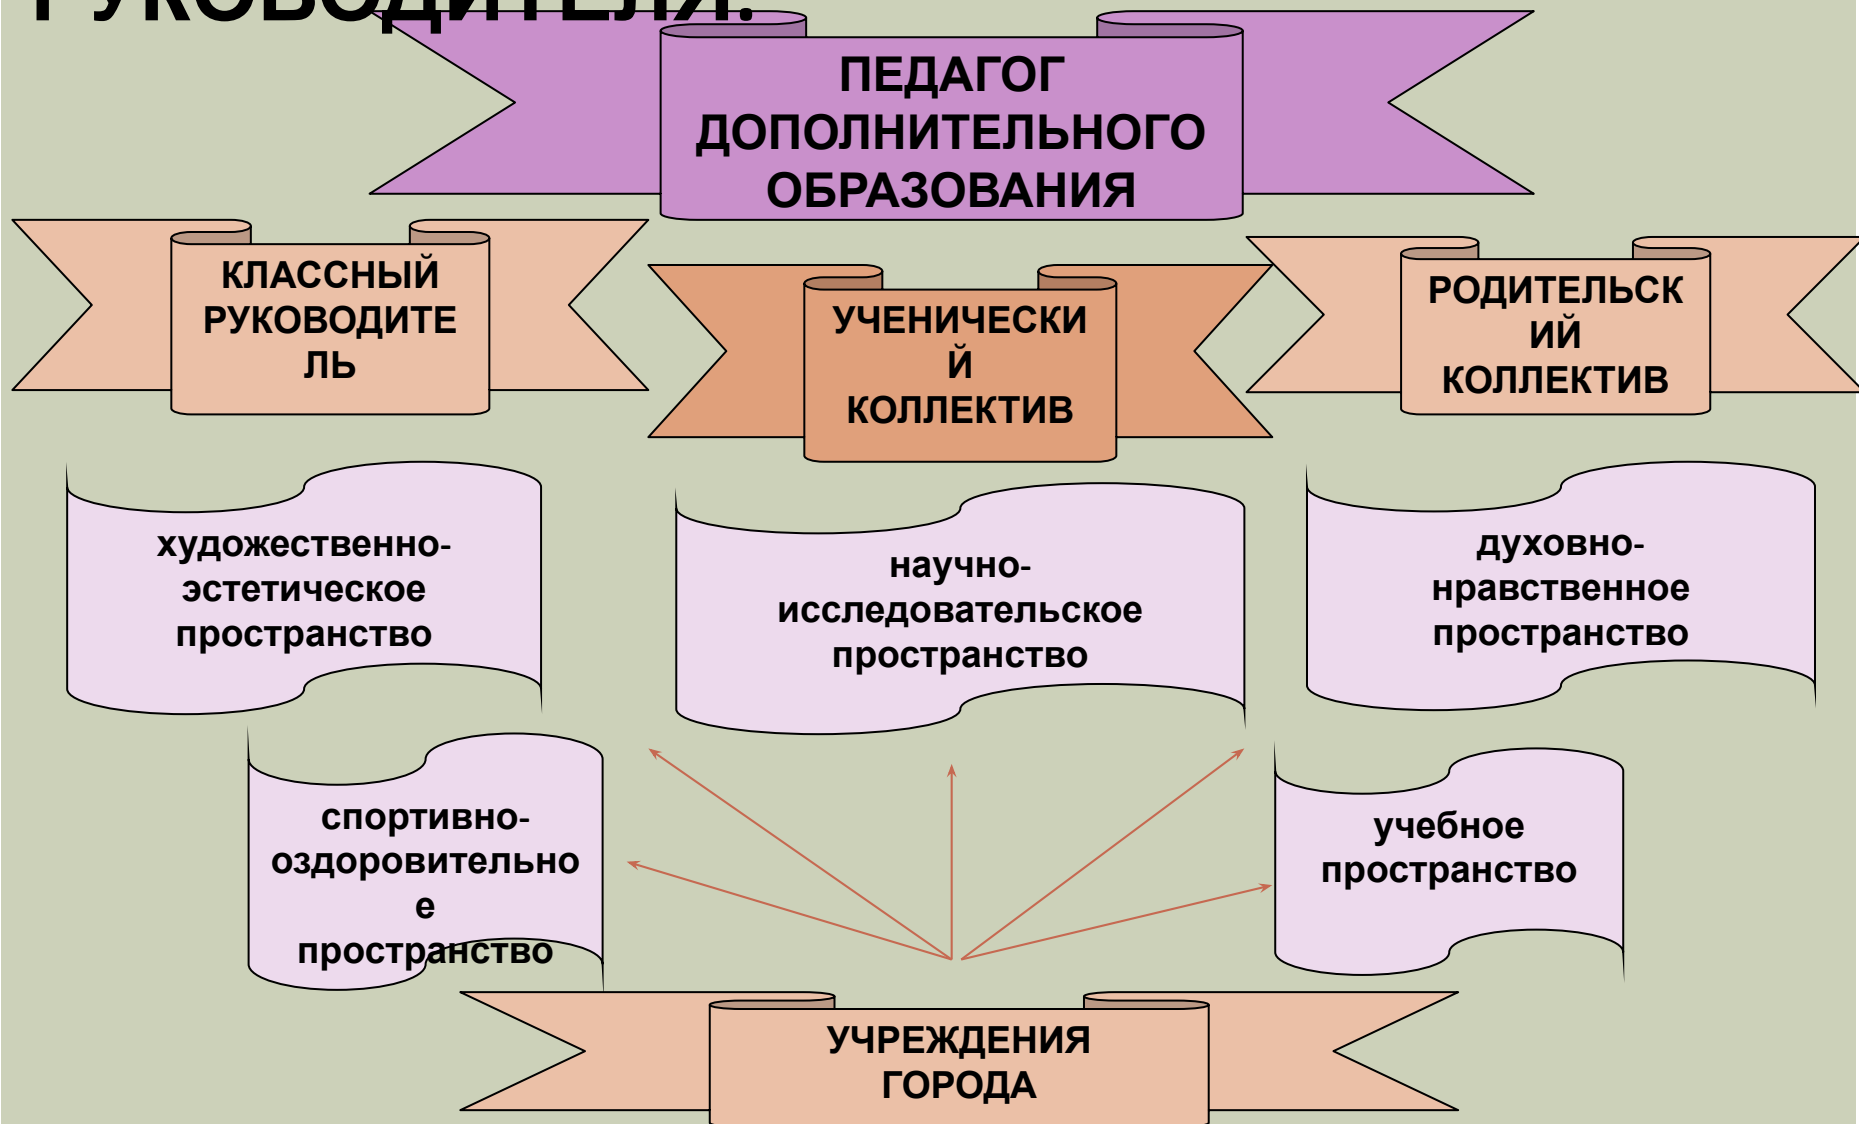 РУКОВОДИТЕЛЯ.
ПЕДАГОГ
ДОПОЛНИТЕЛЬНОГО
ОБРАЗОВАНИЯ
КЛАССНЫЙ
РУКОВОДИТЕ
ЛЬ
УЧЕНИЧЕСКИ
Й
КОЛЛЕКТИВ
РОДИТЕЛЬСК
ИЙ
КОЛЛЕКТИВ
художественно-
эстетическое
пространство
научно-
исследовательское
пространство
духовно-
нравственное
пространство
спортивно-
оздоровительно
е
пространство
учебное
пространство
УЧРЕЖДЕНИЯ
ГОРОДА